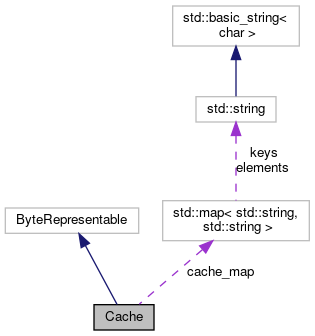 std::basic_string<
char >
std::string
keys
elements
ByteRepresentable
std::map< std::string,
std::string >
cache_map
Cache